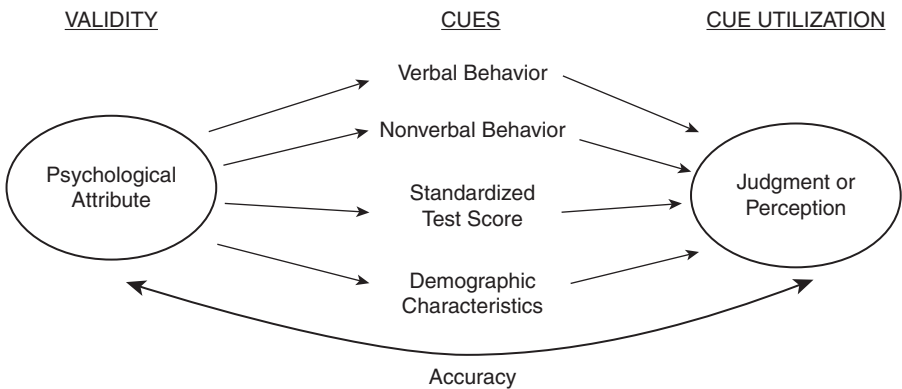 VALIDITY
CUES
CUE UTILIZATION
Verbal Behavior
Nonverbal Behavior
Psychological
Attribute
Standardized
Test Score
Judgment or
Perception
Demographic
Characteristics
Accuracy